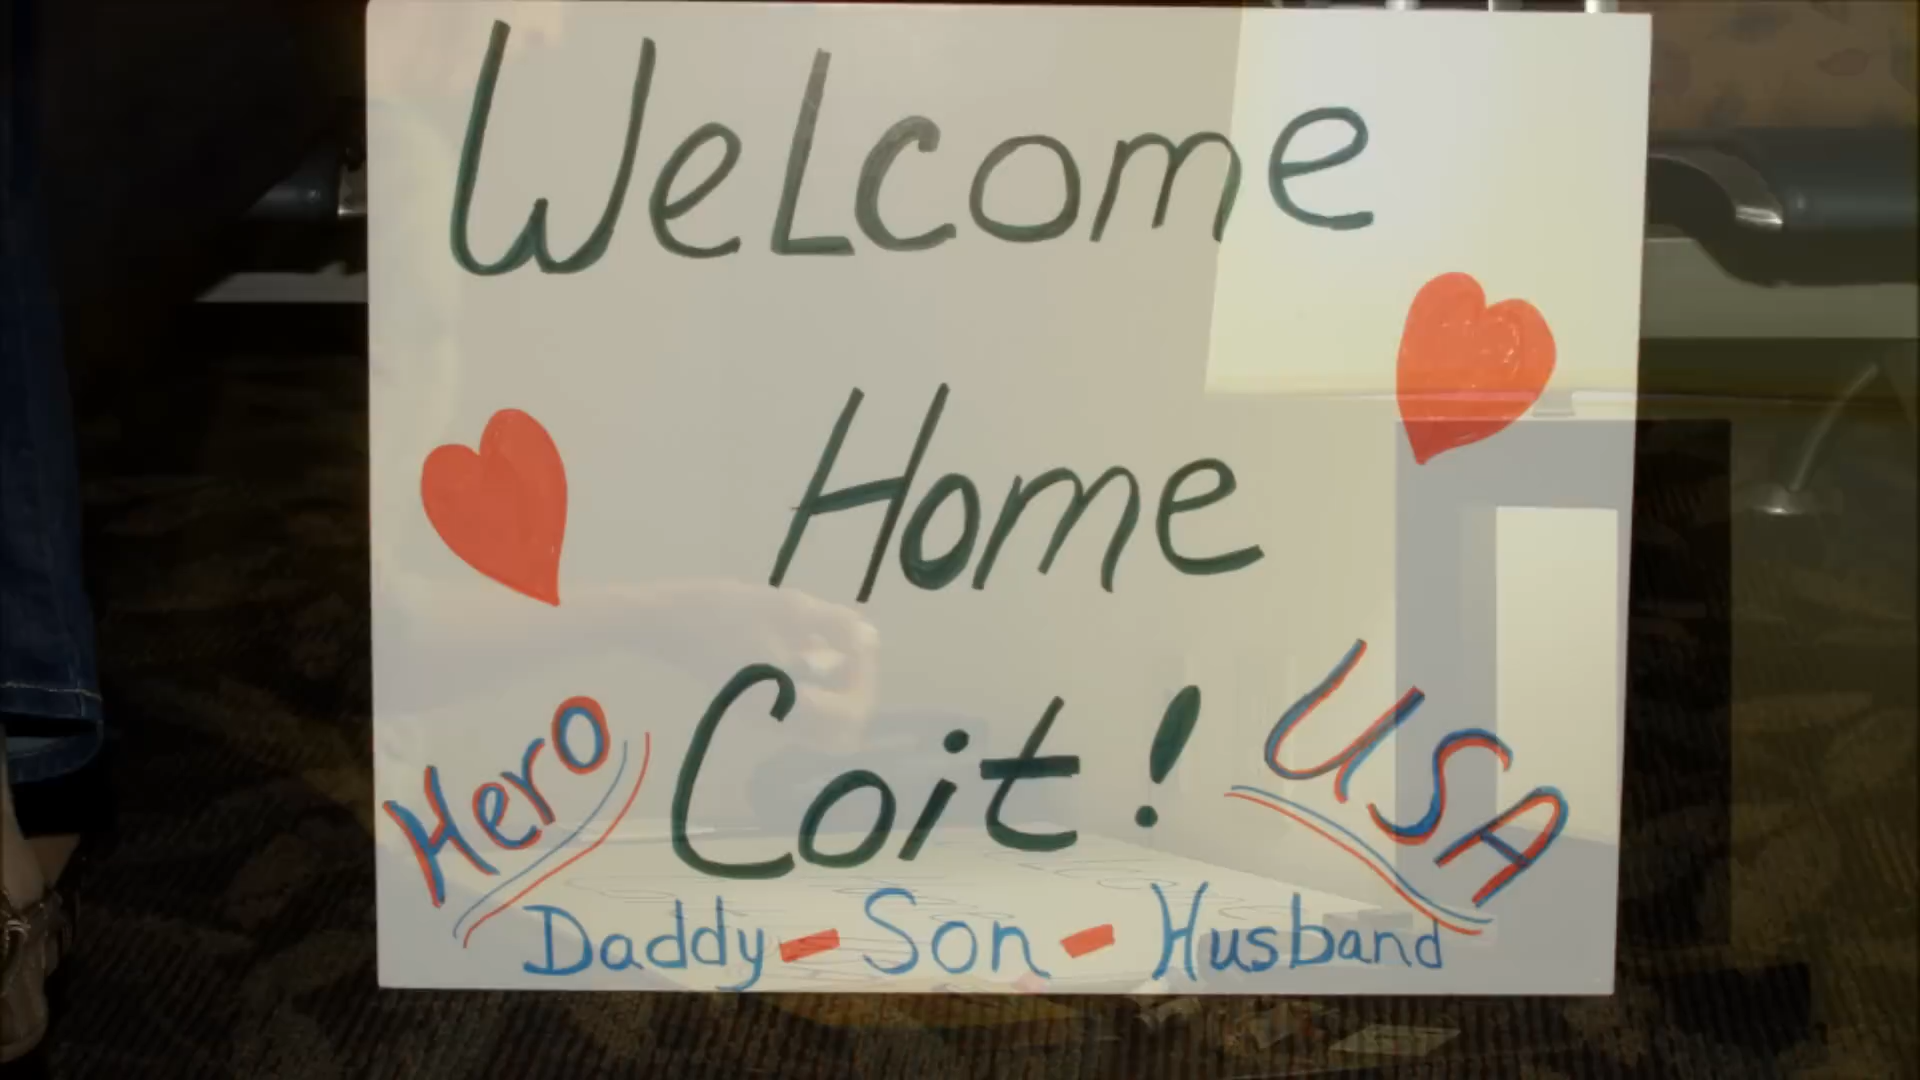 WeLcome
Home
Coit!
Hero
USA
Daddy - Son - Husband